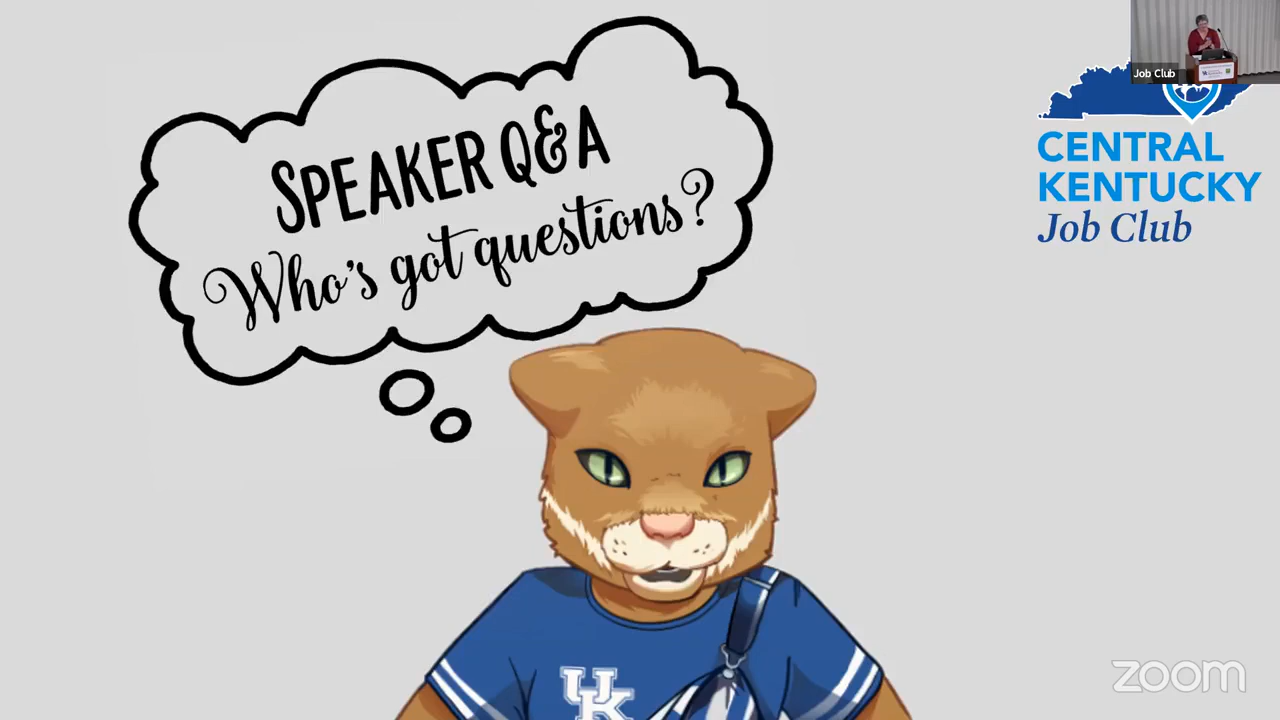 SPEAKER Q&A
Who's got questions?
Job Club
CENTRAL
KENTUCKY
Job Club
UK
zoom